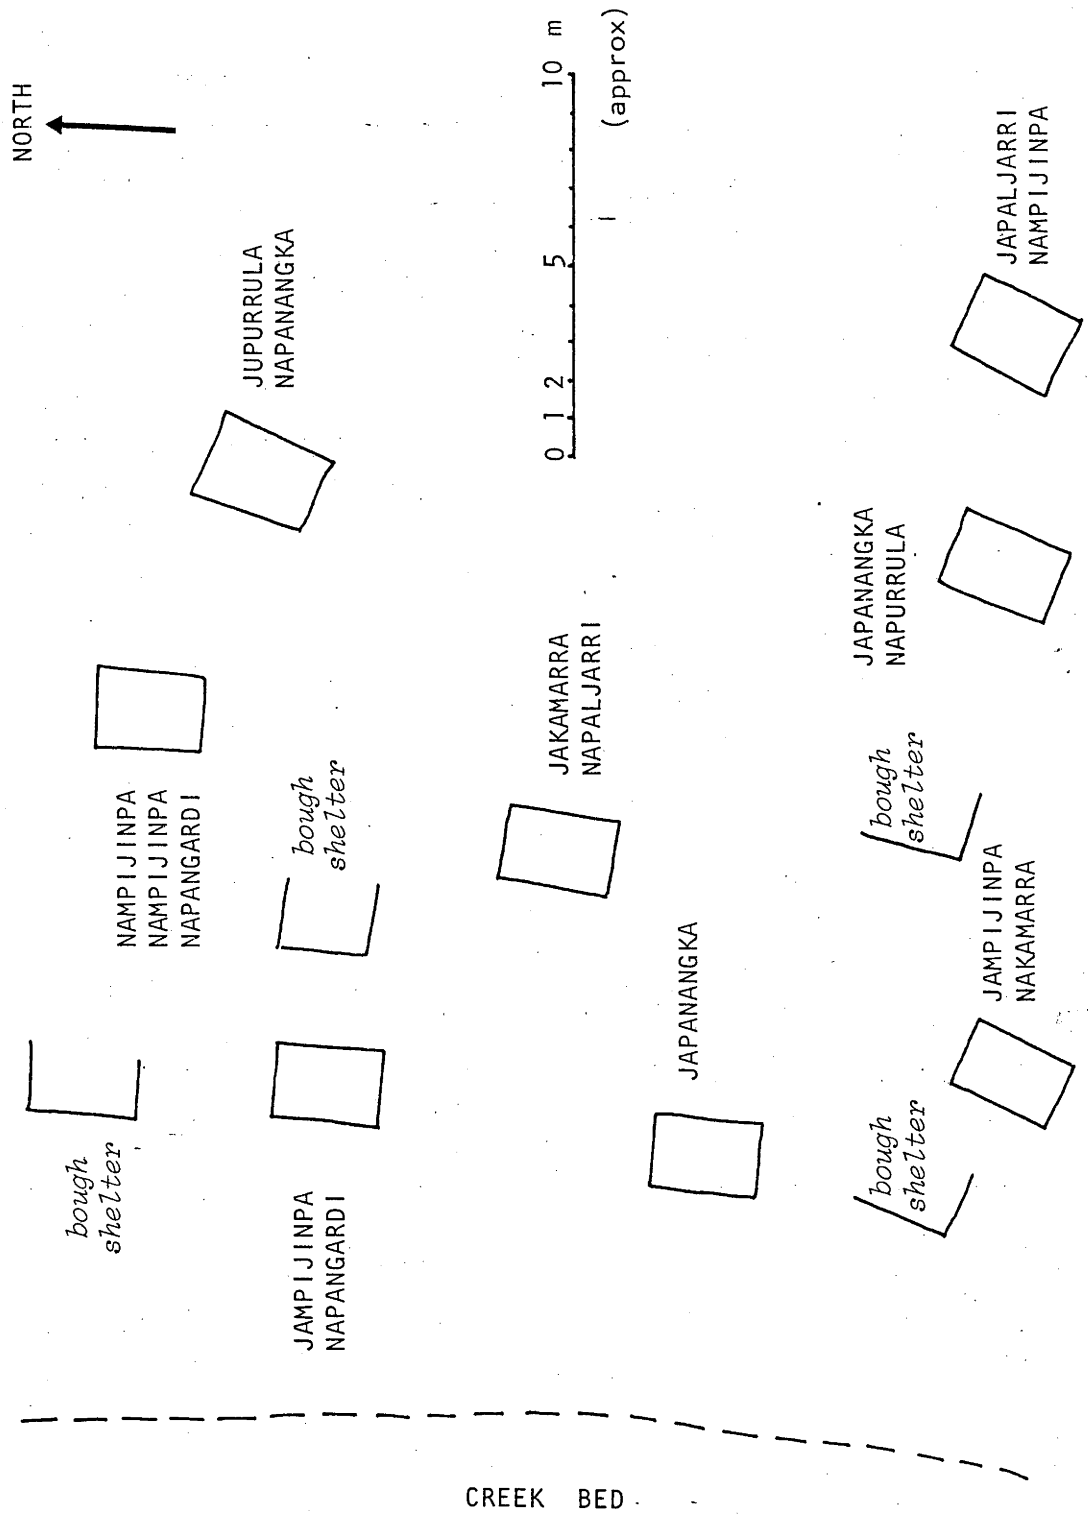 NORTH
bough
shelter
NAMPIJINPA
NAMPIJINPA
NAPANGARDI
JUPURRULA
NAPANANGKA
JAMPIJINPA
NAPANGARDI
bough
shelter
CREEK BED
JAKAMARRA
NAPALJARRI
0 1 2 5 10 m
(approx)
JAPANANGKA
JAPANANGKA
NAPURRULA
bough
shelter
bough
shelter
JAMPIJINPA
NAKAMARRA
JAPALJARRI
NAMPIJINPA